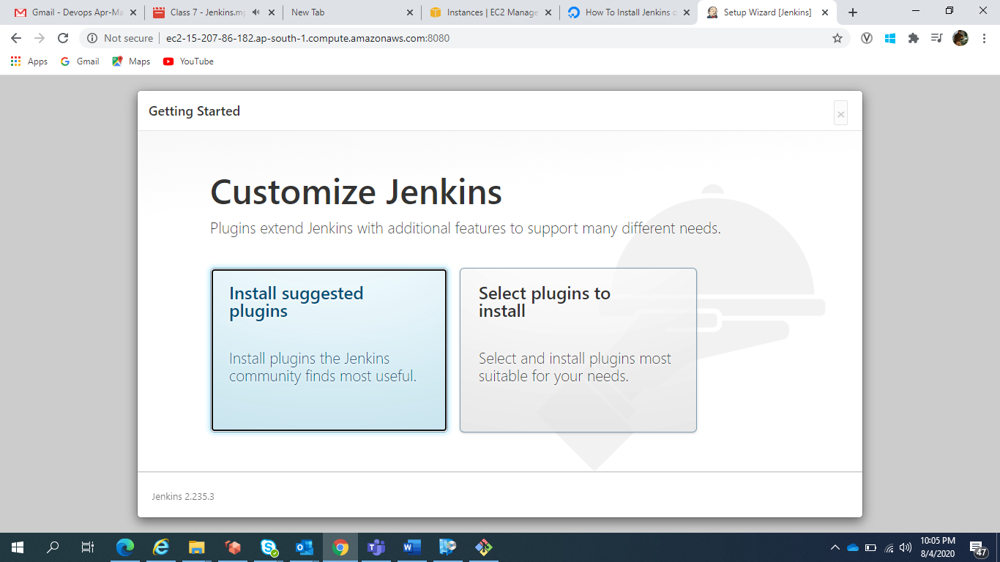 Gmail - Devops Apr-Ma
Class 7 - Jenkins.mp
New Tab
Instances | EC2 Manage
How To Install Jenkins o
Setup Wizard [Jenkins]
Not secure
ec2-15-207-86-182.ap-south-1.compute.amazonaws.com:8080
Apps
Gmail
Maps
YouTube
Getting Started
Customize Jenkins
Plugins extend Jenkins with additional features to support many different needs.
Install suggested
plugins
Install plugins the Jenkins
community finds most useful.
Select plugins to
install
Select and install plugins most
suitable for your needs.
Jenkins 2.235.3
10:05 PM
8/4/2020
47